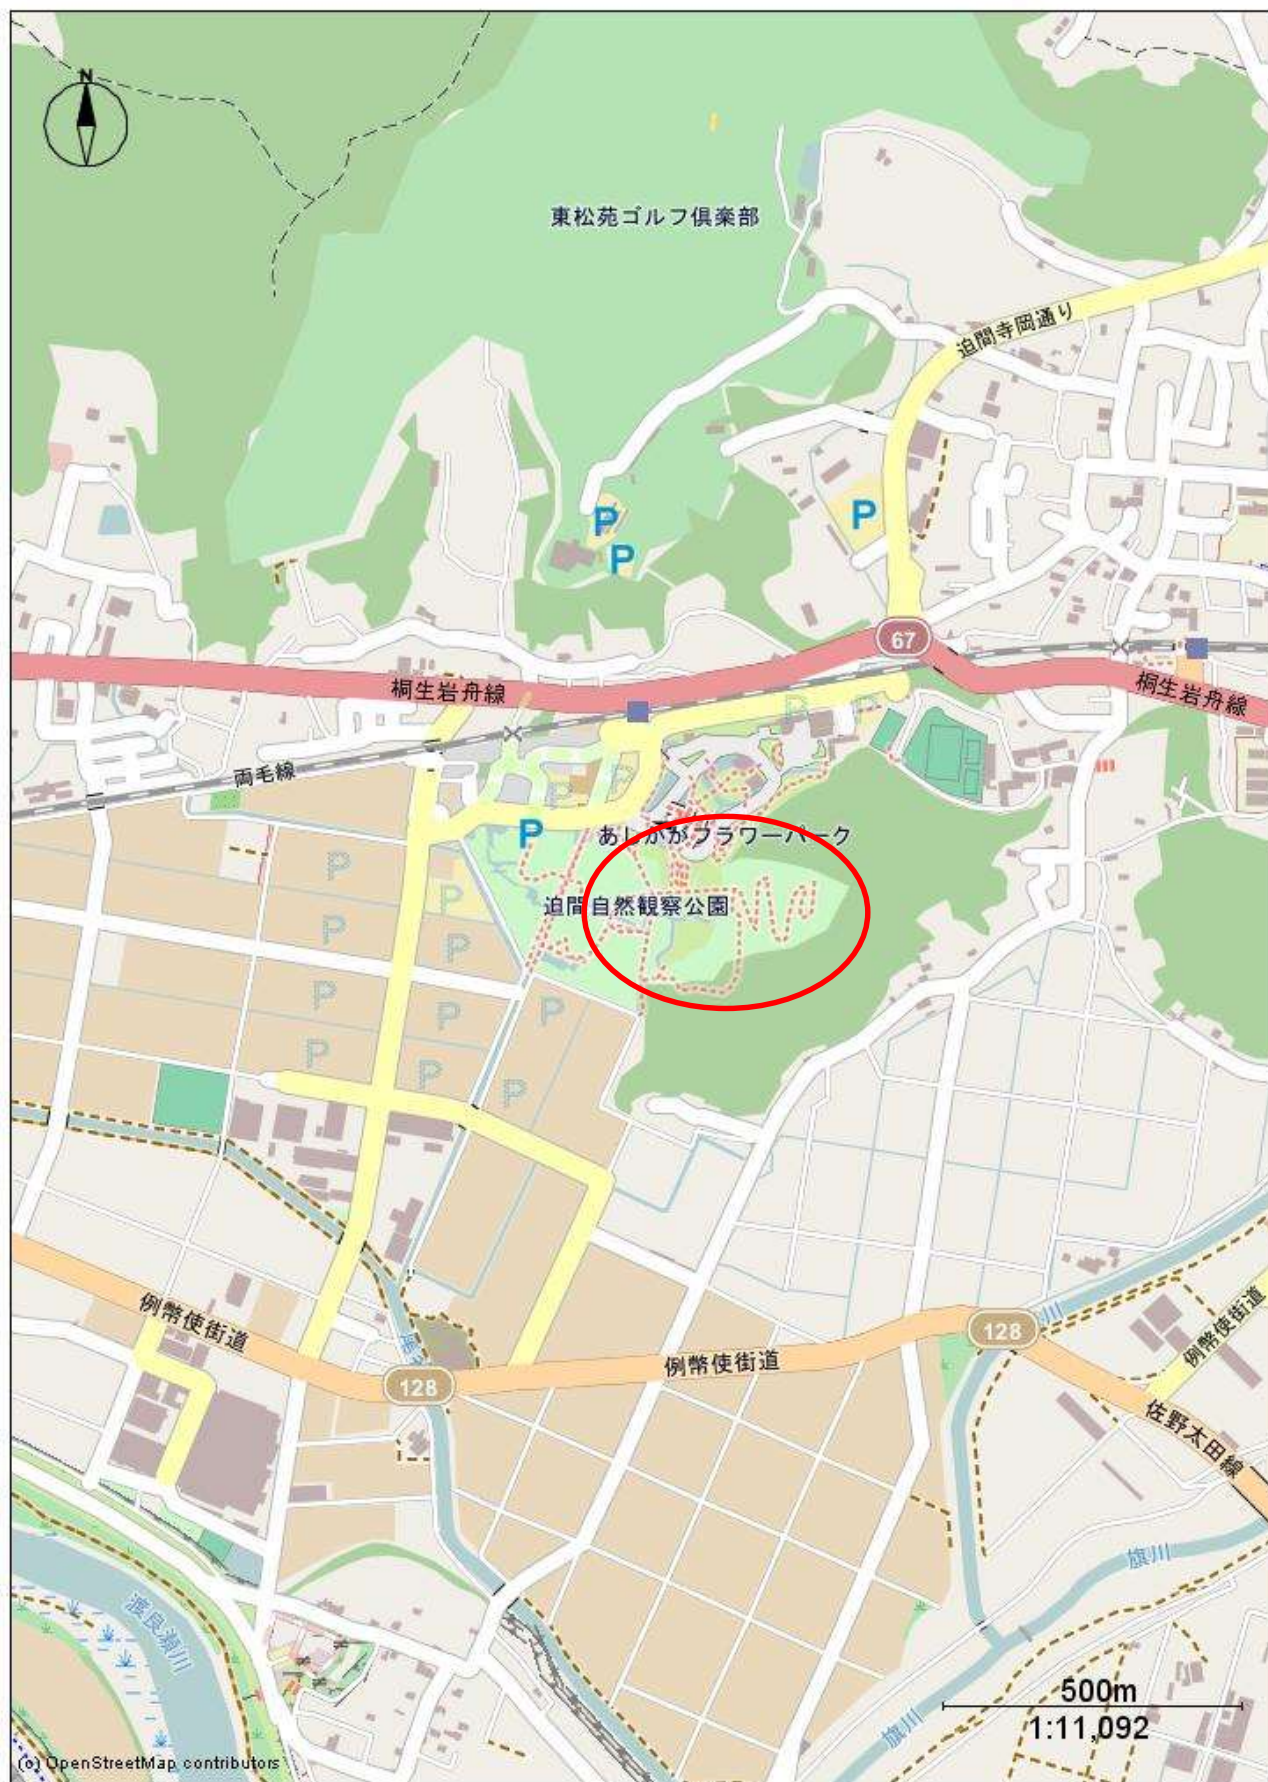 N
東松苑ゴルフ倶楽部
迫間寺岡通り
P
P
P
67
桐生岩舟線
桐生岩舟線
両毛線
P
P
P
P
あしかがフラワーパーク
P
P
迫間自然観察公園
P
P
P
P
P
P
P
P
例幣使街道
128
例幣使街道
128
川
例幣使街道
佐野太田線
旗川
渡良瀬川
旗川
500m
1:11,092
(c) OpenStreetMap contributors